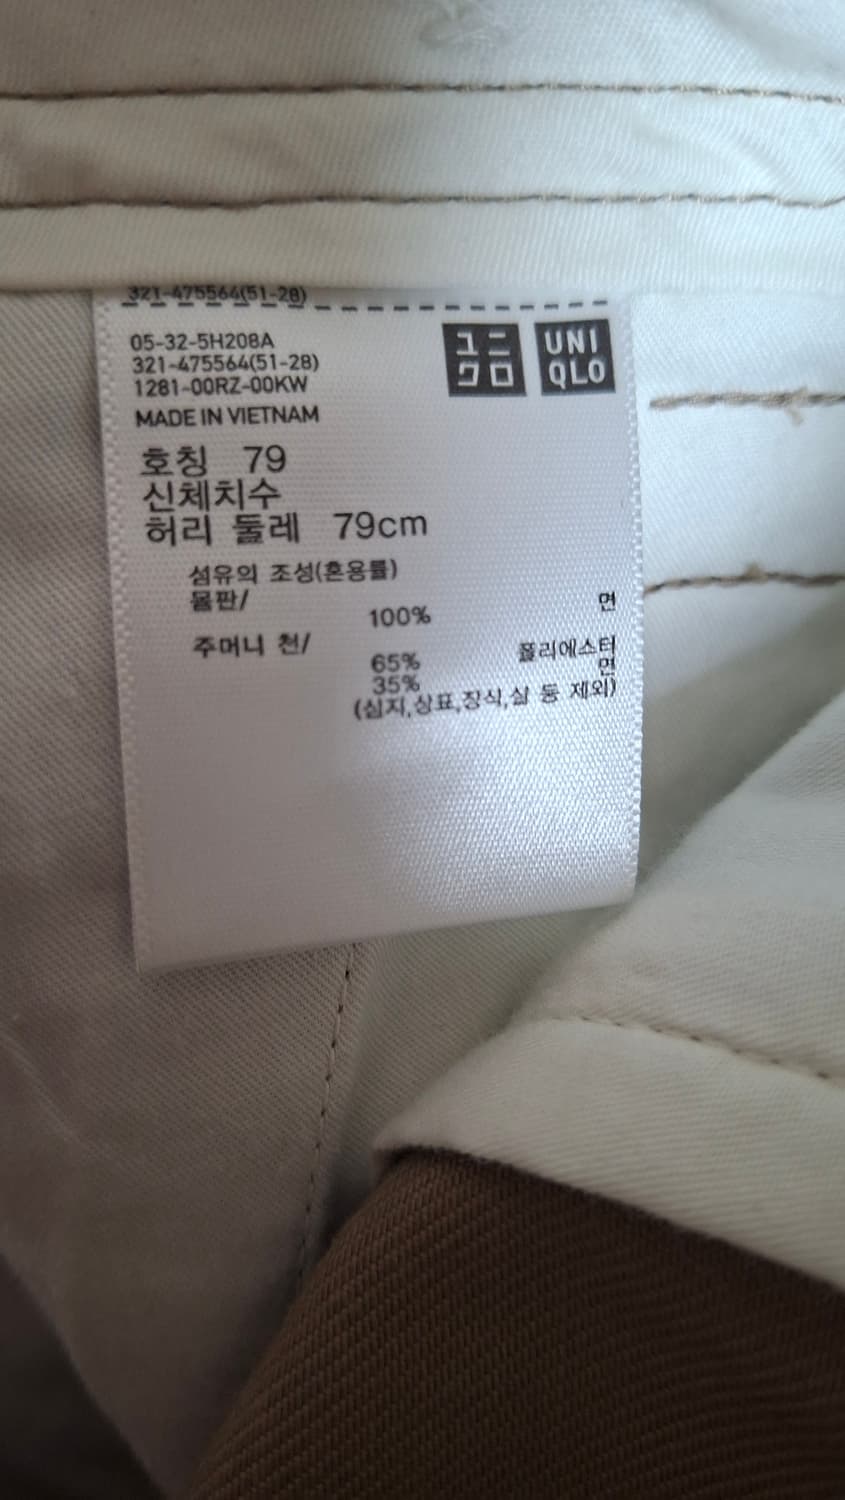 321-475564(51-28)
05-32-5H208A
321-475564(51-28)
1281-00RZ-00KW
MADE IN VIETNAM
ユニ
クロ
UNI
QLO
호칭 79
신체치수
허리 둘레 79cm
섬유의 조성(혼용률)
몸판/
100% 면
주머니 천/
65% 폴리에스터
35% 면
(심지,상표,장식,실 등 제외)